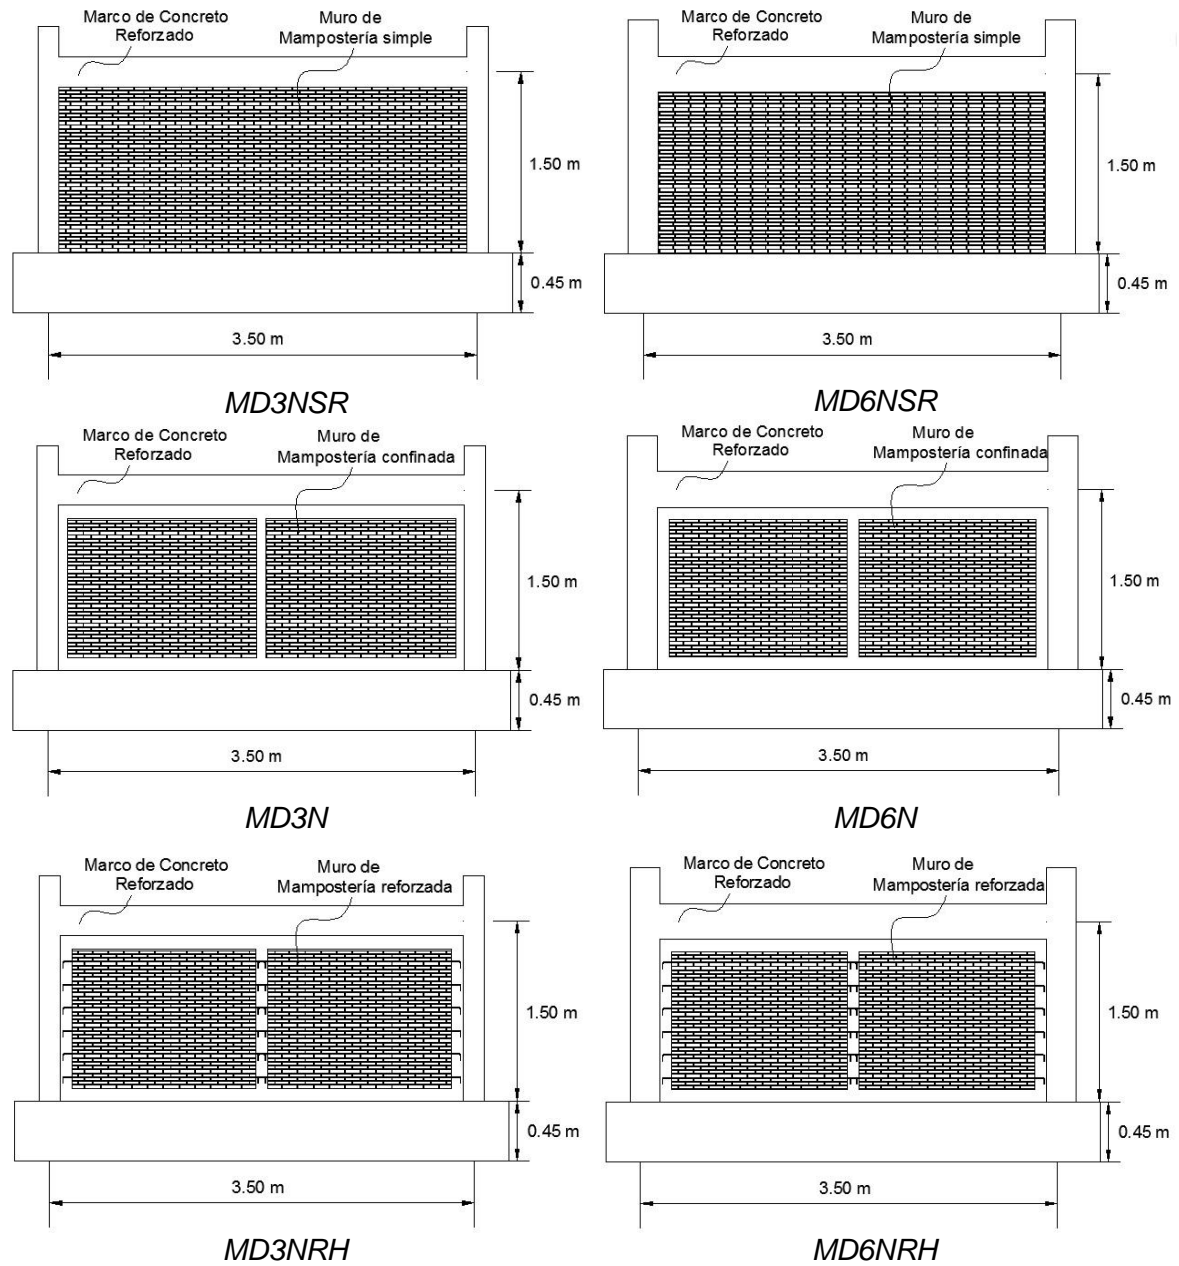 Marco de Concreto
Reforzado
Muro de
Mampostería simple
1.50 m
0.45 m
3.50 m
MD3NSR
Marco de Concreto
Reforzado
Muro de
Mampostería simple
1.50 m
0.45 m
3.50 m
MD6NSR
Marco de Concreto
Reforzado
Muro de
Mampostería confinada
1.50 m
0.45 m
3.50 m
MD3N
Marco de Concreto
Reforzado
Muro de
Mampostería confinada
1.50 m
0.45 m
3.50 m
MD6N
Marco de Concreto
Reforzado
Muro de
Mampostería reforzada
1.50 m
0.45 m
3.50 m
MD3NRH
Marco de Concreto
Reforzado
Muro de
Mampostería reforzada
1.50 m
0.45 m
3.50 m
MD6NRH